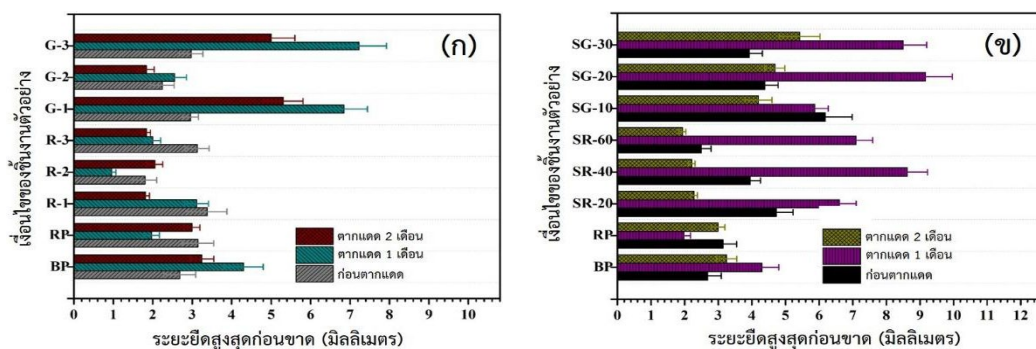 (ก)
เงื่อนไขของชิ้นงานตัวอย่าง
G-3
G-2
G-1
R-3
R-2
R-1
RP
BP
ตากแดด 2 เดือน
ตากแดด 1 เดือน
ก่อนตากแดด
0 1 2 3 4 5 6 7 8 9 10
ระยะยืดสูงสุดก่อนขาด (มิลลิเมตร)
(ข)
เงื่อนไขของชิ้นงานตัวอย่าง
SG-30
SG-20
SG-10
SR-60
SR-40
SR-20
RP
BP
ตากแดด 2 เดือน
ตากแดด 1 เดือน
ก่อนตากแดด
0 1 2 3 4 5 6 7 8 9 10 11 12
ระยะยืดสูงสุดก่อนขาด (มิลลิเมตร)